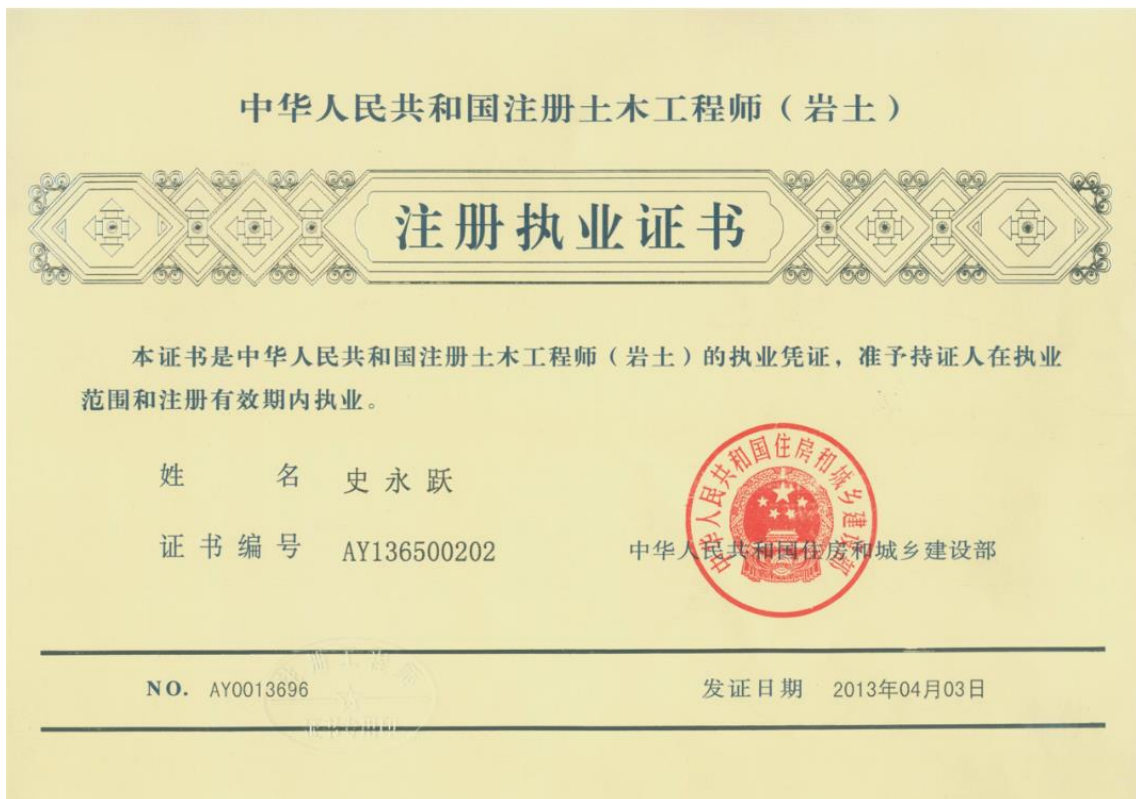 中华人民共和国注册土木工程师（岩土）
注册执业证书
本证书是中华人民共和国注册土木工程师（岩土）的执业凭证，准予持证人在执业
范围和注册有效期内执业。
姓 名 史永跃
证书编号 AY136500202
中华人民共和国住房和城乡建设部
中华人民共和国住房和城乡建设部
NO. AY0013696 发证日期 2013年04月03日